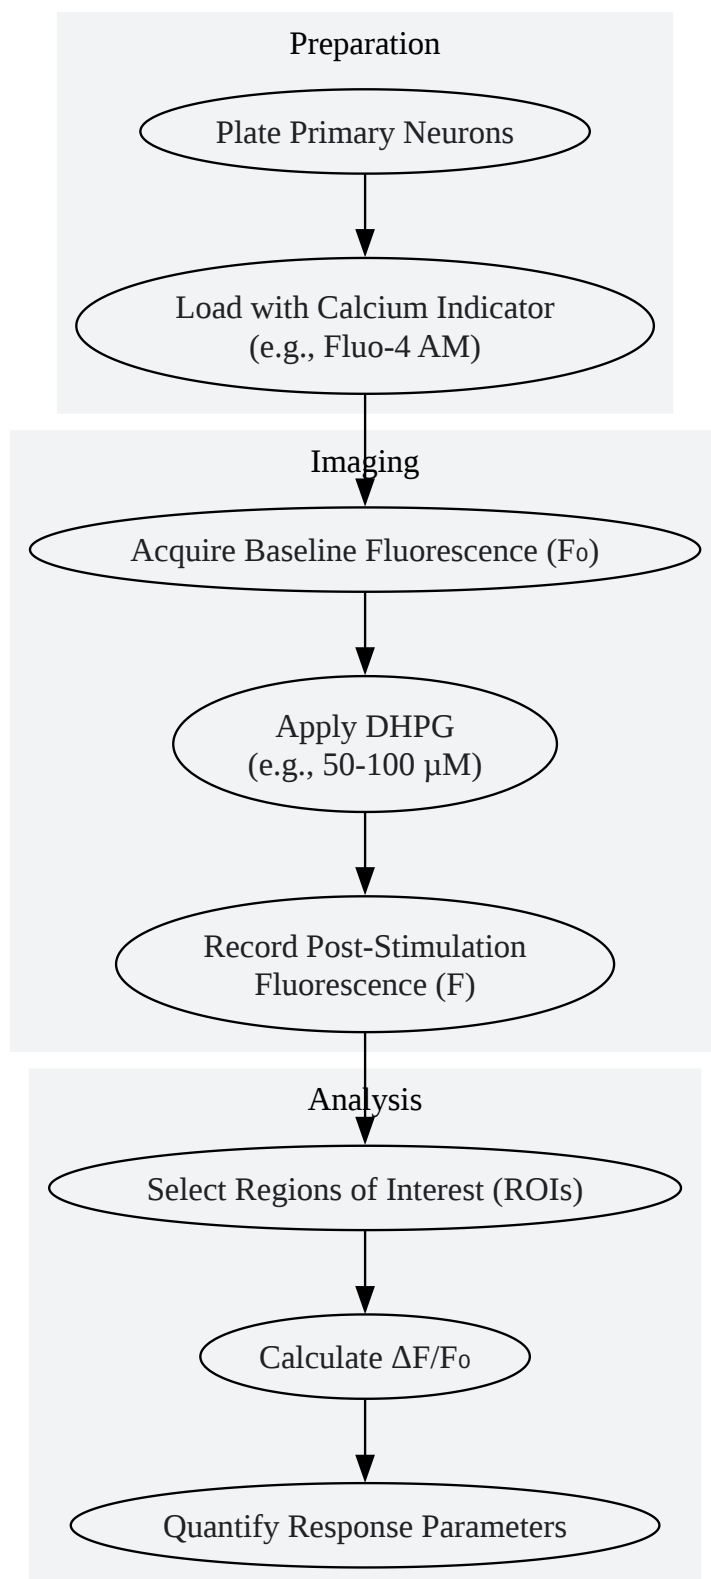 Preparation
Plate Primary Neurons
Load with Calcium Indicator
(e.g., Fluo-4 AM)
Imaging
Acquire Baseline Fluorescence (F₀)
Apply DHPG
(e.g., 50-100 µM)
Record Post-Stimulation
Fluorescence (F)
Analysis
Select Regions of Interest (ROIs)
Calculate ΔF/F₀
Quantify Response Parameters